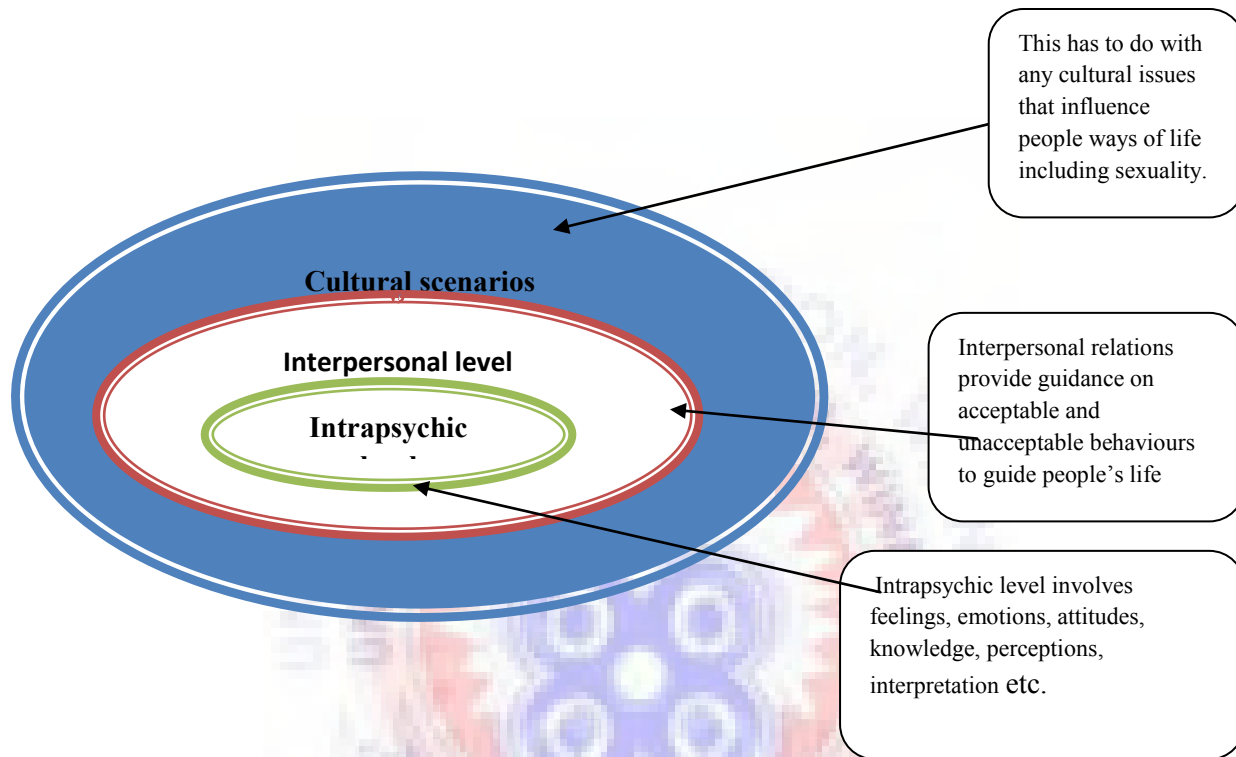 This has to do with
any cultural issues
that influence
people ways of life
including sexuality.
Cultural scenarios
Interpersonal level
Intrapsychic
Interpersonal relations
provide guidance on
acceptable and
unacceptable behaviours
to guide people’s life
Intrapsychic level involves
feelings, emotions, attitudes,
knowledge, perceptions,
interpretation etc.